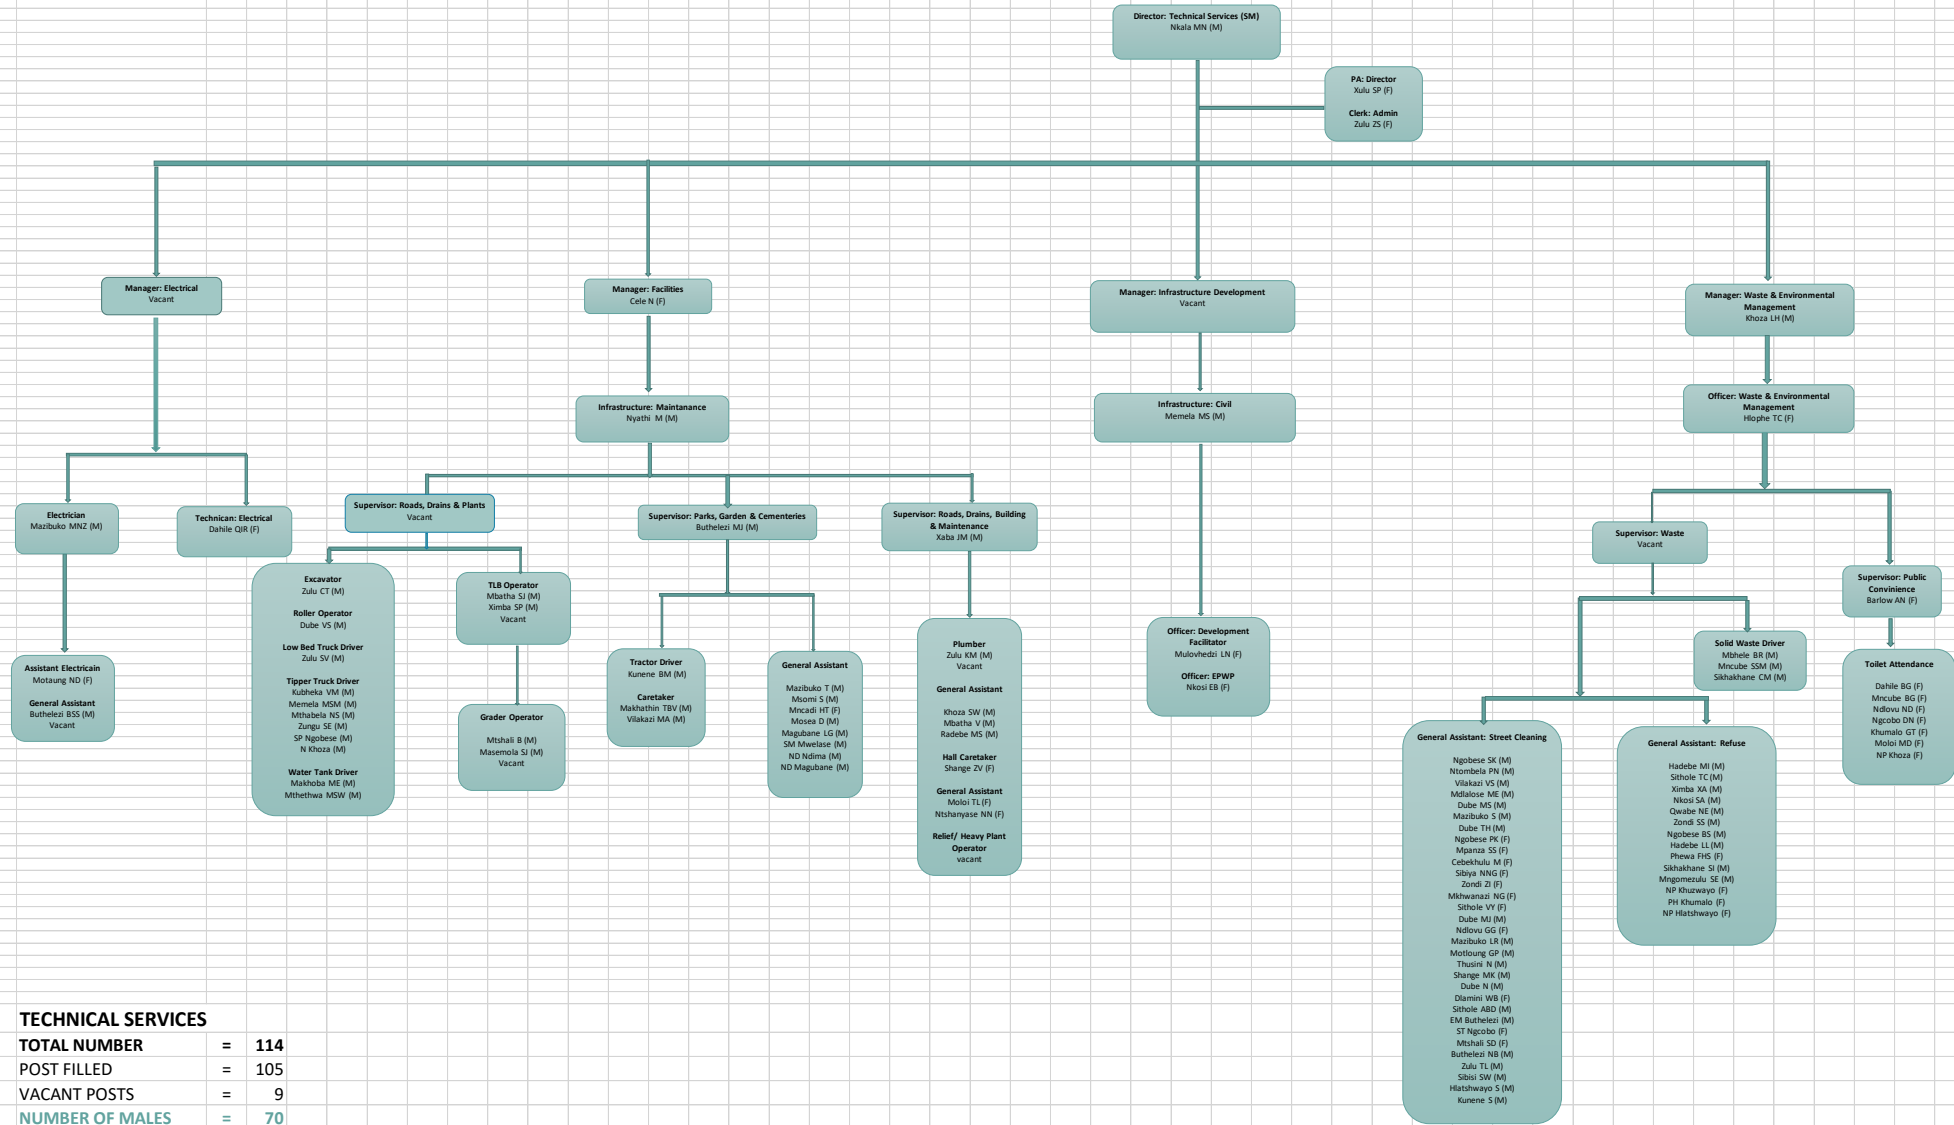 Director: Technical Services (SM)
Nkala MN (M)
PA: Director
Xulu SP (F)
Clerk: Admin
Zulu ZS (F)
Manager: Electrical
Vacant
Manager: Facilities
Cele N (F)
Manager: Infrastructure Development
Vacant
Manager: Waste & Environmental
Management
Khoza LH (M)
Infrastructure: Maintanance
Nyathi M (M)
Infrastructure: Civil
Memela MS (M)
Officer: Waste & Environmental
Management
Hlophe TC (F)
Electrician
Mazibuko MNZ (M)
Technican: Electrical
Dahile QJR (F)
Supervisor: Roads, Drains & Plants
Vacant
Supervisor: Parks, Garden & Cementeries
Buthelezi MJ (M)
Supervisor: Roads, Drains, Building
& Maintenance
Xaba JM (M)
Supervisor: Waste
Vacant
Supervisor: Public
Convinience
Barlow AN (F)
Assistant Electricain
Motaung ND (F)
General Assistant
Buthelezi BSS (M)
Vacant
Excavator
Zulu CT (M)
Roller Operator
Dube VS (M)
Low Bed Truck Driver
Zulu SV (M)
Tipper Truck Driver
Kubheka VM (M)
Memela MSM (M)
Mthabela NS (M)
Zungu SE (M)
SP Ngobese (M)
N Khoza (M)
Water Tank Driver
Makhoba ME (M)
Mthethwa MSW (M)
TLB Operator
Mbatha SJ (M)
Ximba SP (M)
Vacant
Grader Operator
Mtshali B (M)
Masemola SJ (M)
Vacant
Tractor Driver
Kunene BM (M)
Caretaker
Makhathin TBV (M)
Vilakazi MA (M)
General Assistant
Mazibuko T (M)
Msomi S (M)
Mncadi HT (F)
Mosea D (M)
Magubane LG (M)
SM Mwelase (M)
ND Ndima (M)
ND Magubane (M)
Plumber
Zulu KM (M)
Vacant
General Assistant
Khoza SW (M)
Mbatha V (M)
Radebe MS (M)
Hall Caretaker
Shange ZV (F)
General Assistant
Moloi TL (F)
Ntshanyase NN (F)
Relief/ Heavy Plant
Operator
vacant
Officer: Development
Facilitator
Mulovhedzi LN (F)
Officer: EPWP
Nkosi EB (F)
Solid Waste Driver
Mbhele BR (M)
Mncube SSM (M)
Sikhakhane CM (M)
Toilet Attendance
Dahile BG (F)
Mncube BG (F)
Ndlovu ND (F)
Ngcobo DN (F)
Khumalo GT (F)
Moloi MD (F)
NP Khoza (F)
General Assistant: Street Cleaning
Ngobese SK (M)
Ntombela PN (M)
Vilakazi VS (M)
Mdlalose ME (M)
Dube MS (M)
Mazibuko S (M)
Dube TH (M)
Ngobese PK (F)
Mpanza SS (F)
Cebekhulu M (F)
Sibiya NNG (F)
Zondi ZI (F)
Mkhwanazi NG (F)
Sithole VY (F)
Dube MJ (M)
Ndlovu GG (F)
Mazibuko LR (M)
Motloung GP (M)
Thusini N (M)
Shange MK (M)
Dube N (M)
Dlamini WB (F)
Sithole ABD (M)
EM Buthelezi (M)
ST Ngcobo (F)
Mtshali SD (F)
Buthelezi NB (M)
Zulu TL (M)
Sibisi SW (M)
Hlatshwayo S (M)
Kunene S (M)
General Assistant: Refuse
Hadebe MI (M)
Sithole TC (M)
Ximba XA (M)
Nkosi SA (M)
Qwabe NE (M)
Zondi SS (M)
Ngobese BS (M)
Hadebe LL (M)
Phewa FHS (F)
Sikhakhane SI (M)
Mngomezulu SE (M)
NP Khuzwayo (F)
PH Khumalo (F)
NP Hlatshwayo (F)
TECHNICAL SERVICES
TOTAL NUMBER = 114
POST FILLED = 105
VACANT POSTS = 9
NUMBER OF MALES = 70